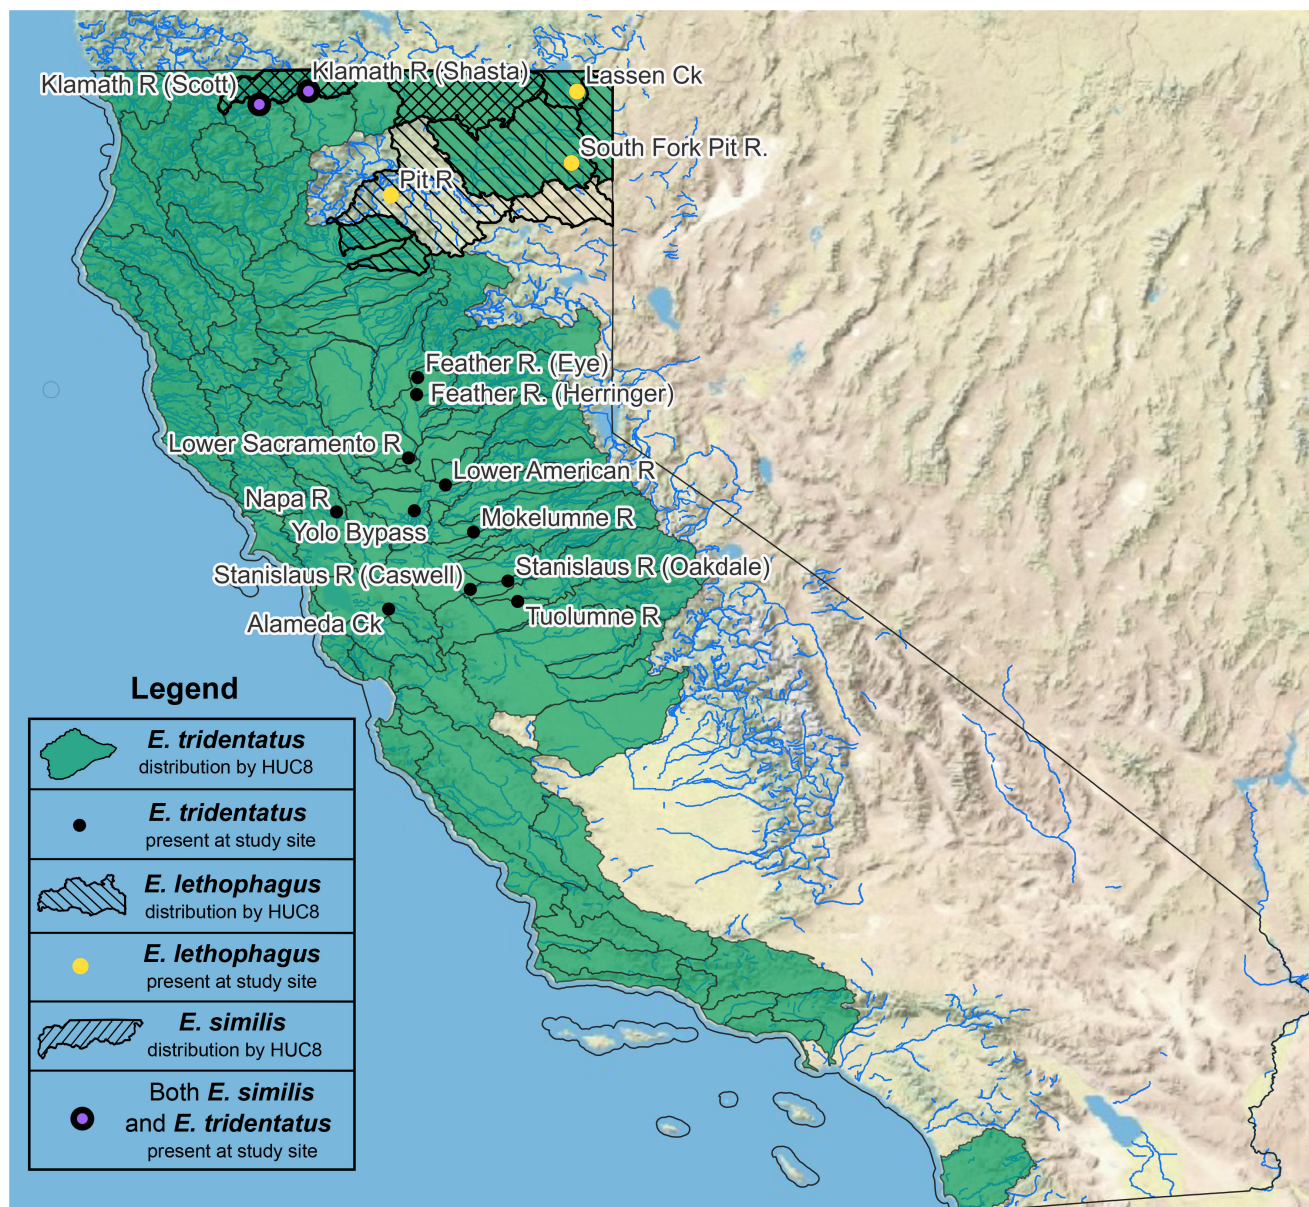 Klamath R (Scott)
Klamath R (Shasta)
Lassen Ck
South Fork Pit R.
Pit R
Feather R. (Eye)
Feather R. (Herringer)
Lower Sacramento R
Lower American R
Napa R
Yolo Bypass
Mokelumne R
Stanislaus R (Caswell)
Stanislaus R (Oakdale)
Alameda Ck
Tuolumne R
Legend
E. tridentatus
distribution by HUC8
E. tridentatus
present at study site
E. lethophagus
distribution by HUC8
E. lethophagus
present at study site
E. similis
distribution by HUC8
Both E. similis
and E. tridentatus
present at study site